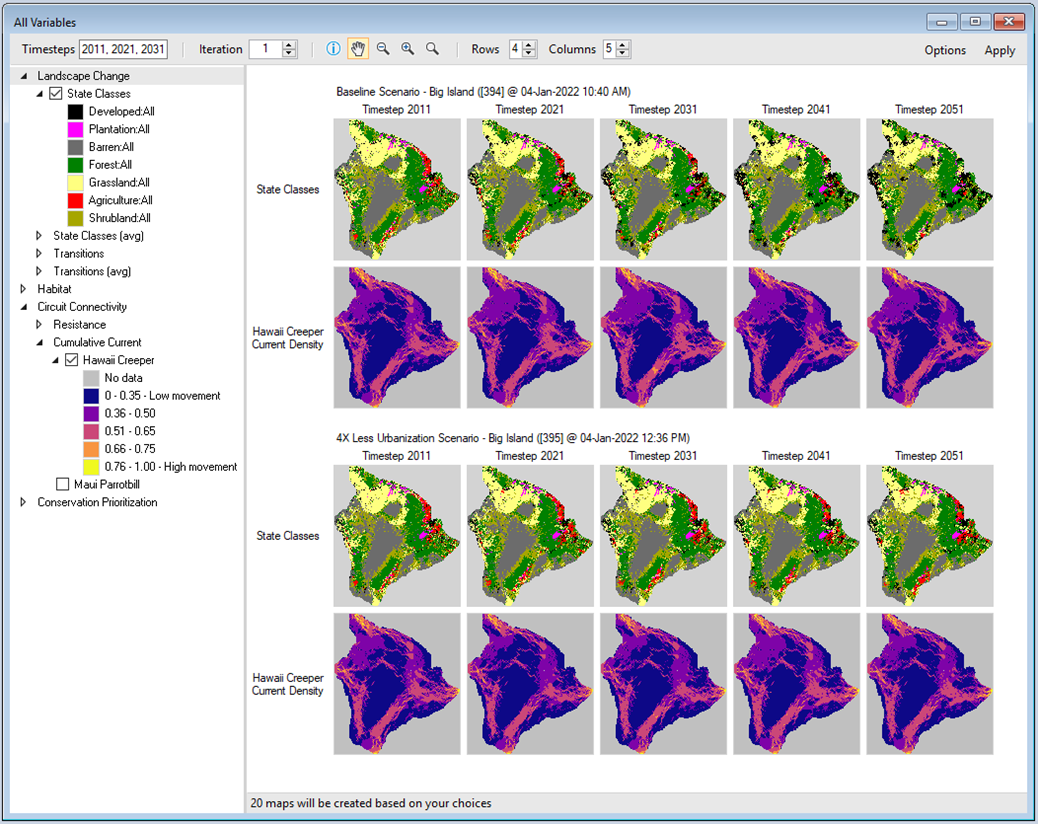 All Variables
Timesteps 2011, 2021, 2031 Iteration 1 Rows 4 Columns 5 Options Apply
Landscape Change
State Classes
Developed:All
Plantation:All
Barren:All
Forest:All
Grassland:All
Agriculture:All
Shrubland:All
State Classes (avg)
Transitions
Transitions (avg)
Habitat
Circuit Connectivity
Resistance
Cumulative Current
Hawaii Creeper
No data
0 - 0.35 - Low movement
0.36 - 0.50
0.51 - 0.65
0.66 - 0.75
0.76 - 1.00 - High movement
Maui Parrotbill
Conservation Prioritization
Baseline Scenario - Big Island ([394] @ 04-Jan-2022 10:40 AM)
Timestep 2011 Timestep 2021 Timestep 2031 Timestep 2041 Timestep 2051
State Classes
Hawaii Creeper
Current Density
4X Less Urbanization Scenario - Big Island ([395] @ 04-Jan-2022 12:36 PM)
Timestep 2011 Timestep 2021 Timestep 2031 Timestep 2041 Timestep 2051
State Classes
Hawaii Creeper
Current Density
20 maps will be created based on your choices